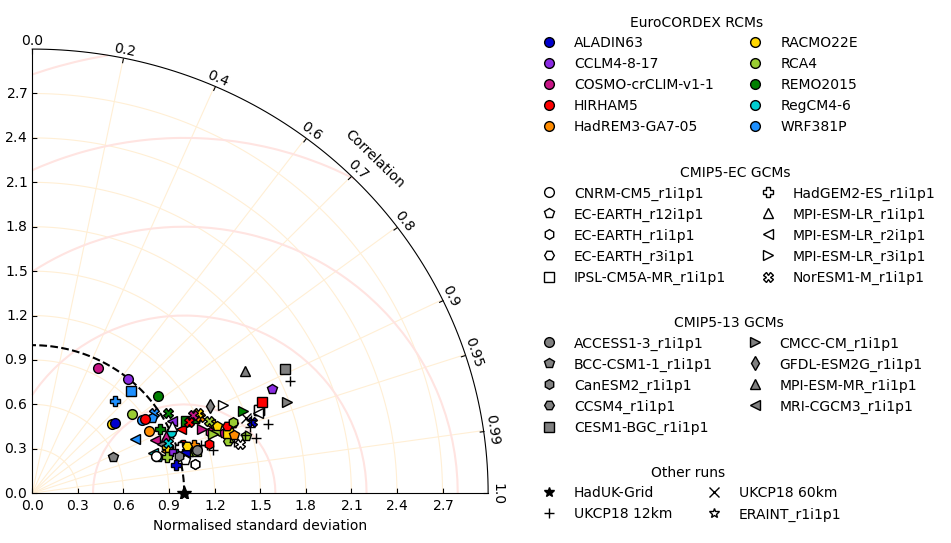 0.0
0.2
0.4
0.6
Correlation
0.7
0.8
0.9
0.95
0.99
1.0
2.7
2.4
2.1
1.8
1.5
1.2
0.9
0.6
0.3
0.0
0.0 0.3 0.6 0.9 1.2 1.5 1.8 2.1 2.4 2.7
Normalised standard deviation
EuroCORDEX RCMs
ALADIN63 RACMO22E
CCLM4-8-17 RCA4
COSMO-crCLIM-v1-1 REMO2015
HIRHAM5 RegCM4-6
HadREM3-GA7-05 WRF381P
CMIP5-EC GCMs
CNRM-CM5_r1i1p1 HadGEM2-ES_r1i1p1
EC-EARTH_r12i1p1 MPI-ESM-LR_r1i1p1
EC-EARTH_r1i1p1 MPI-ESM-LR_r2i1p1
EC-EARTH_r3i1p1 MPI-ESM-LR_r3i1p1
IPSL-CM5A-MR_r1i1p1 NorESM1-M_r1i1p1
CMIP5-13 GCMs
ACCESS1-3_r1i1p1 CMCC-CM_r1i1p1
BCC-CSM1-1_r1i1p1 GFDL-ESM2G_r1i1p1
CanESM2_r1i1p1 MPI-ESM-MR_r1i1p1
CCSM4_r1i1p1 MRI-CGCM3_r1i1p1
CESM1-BGC_r1i1p1
Other runs
HadUK-Grid UKCP18 60km
UKCP18 12km ERAINT_r1i1p1